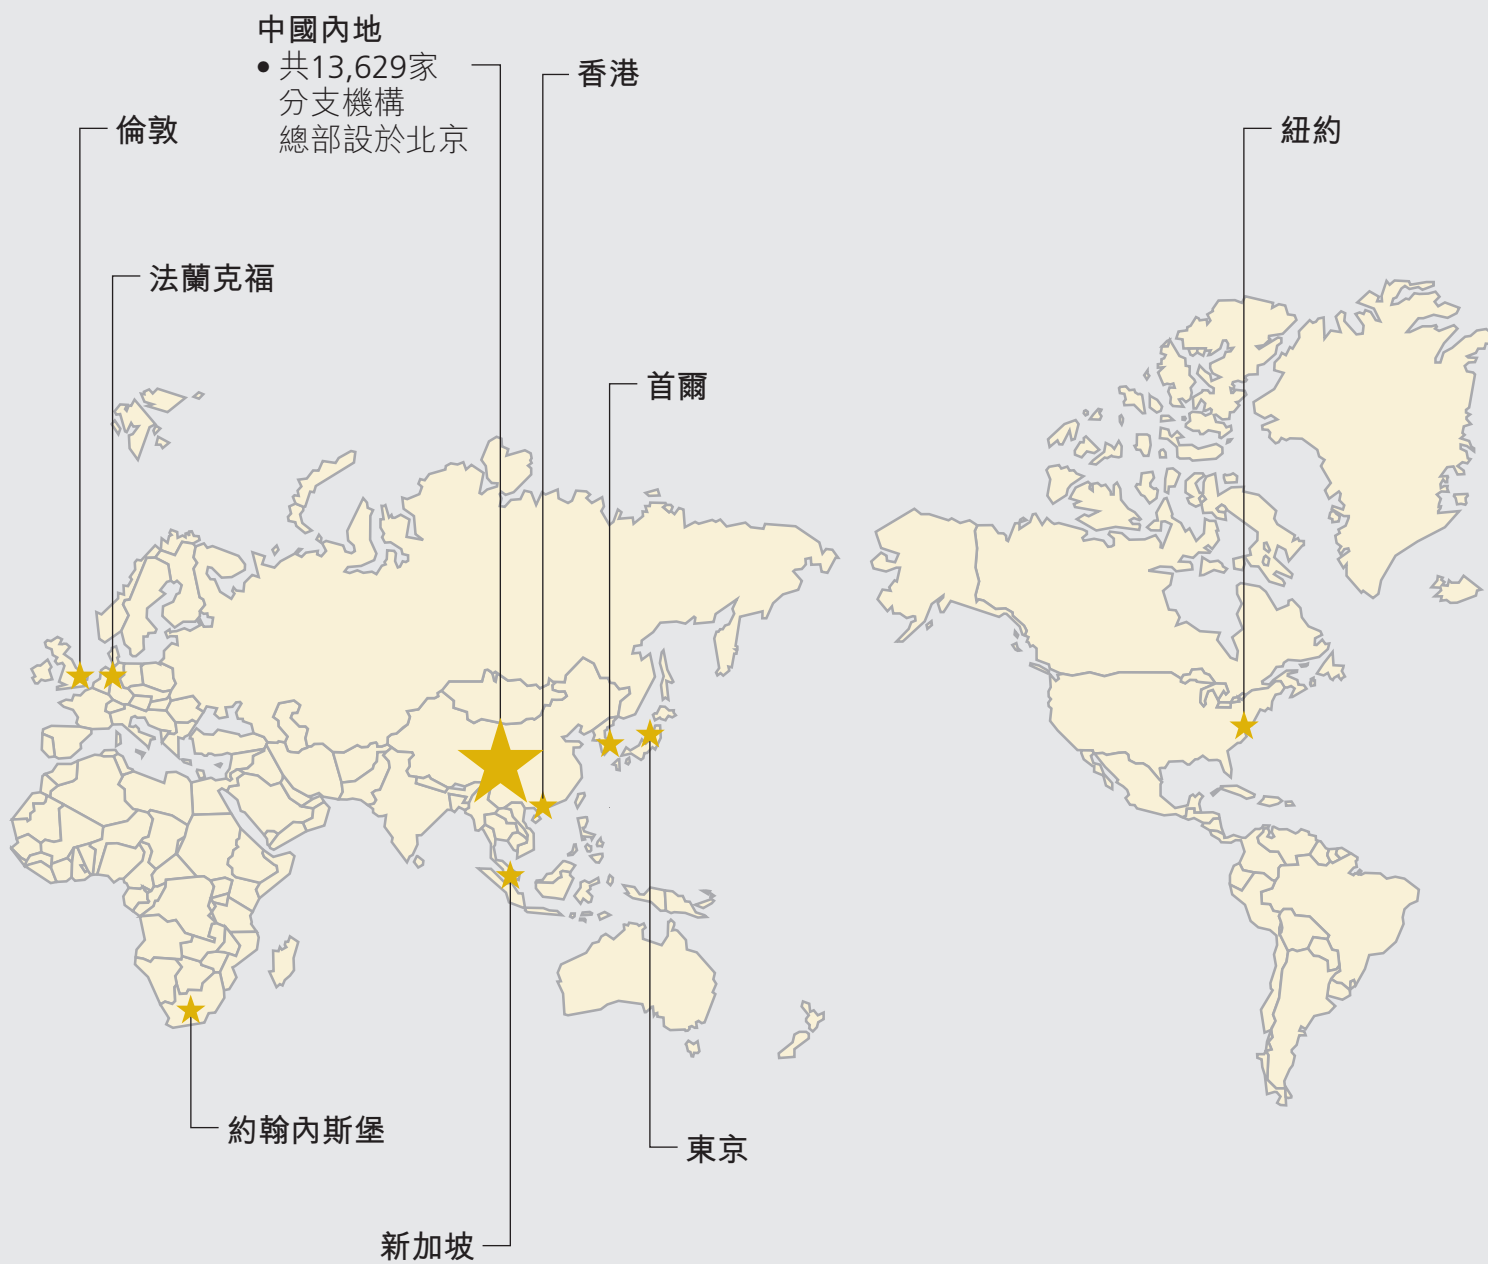 中國內地
• 共13,629家
分支機構
總部設於北京
香港
倫敦
紐約
法蘭克福
首爾
約翰內斯堡
東京
新加坡